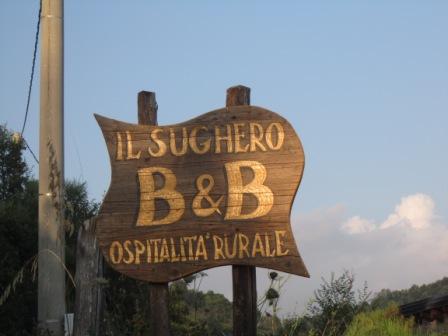 IL SUGHERO
B&B
OSPITALITA' RURALE